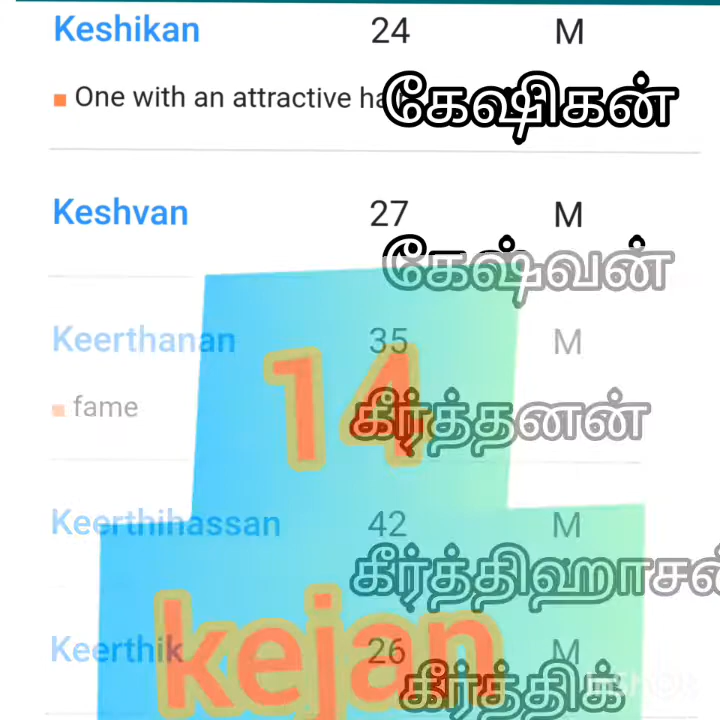 Keshikan 24 M
One with an attractive
கேஷிகன்
Keshvan 27 M
கேஷ்வன்
Keerthanan 35 M
14
fame
கீர்த்தனன்
Keerthihassan 42 M
கீர்த்திஹாசன்
Keerthik 26 M
kejan
கீர்த்திக்